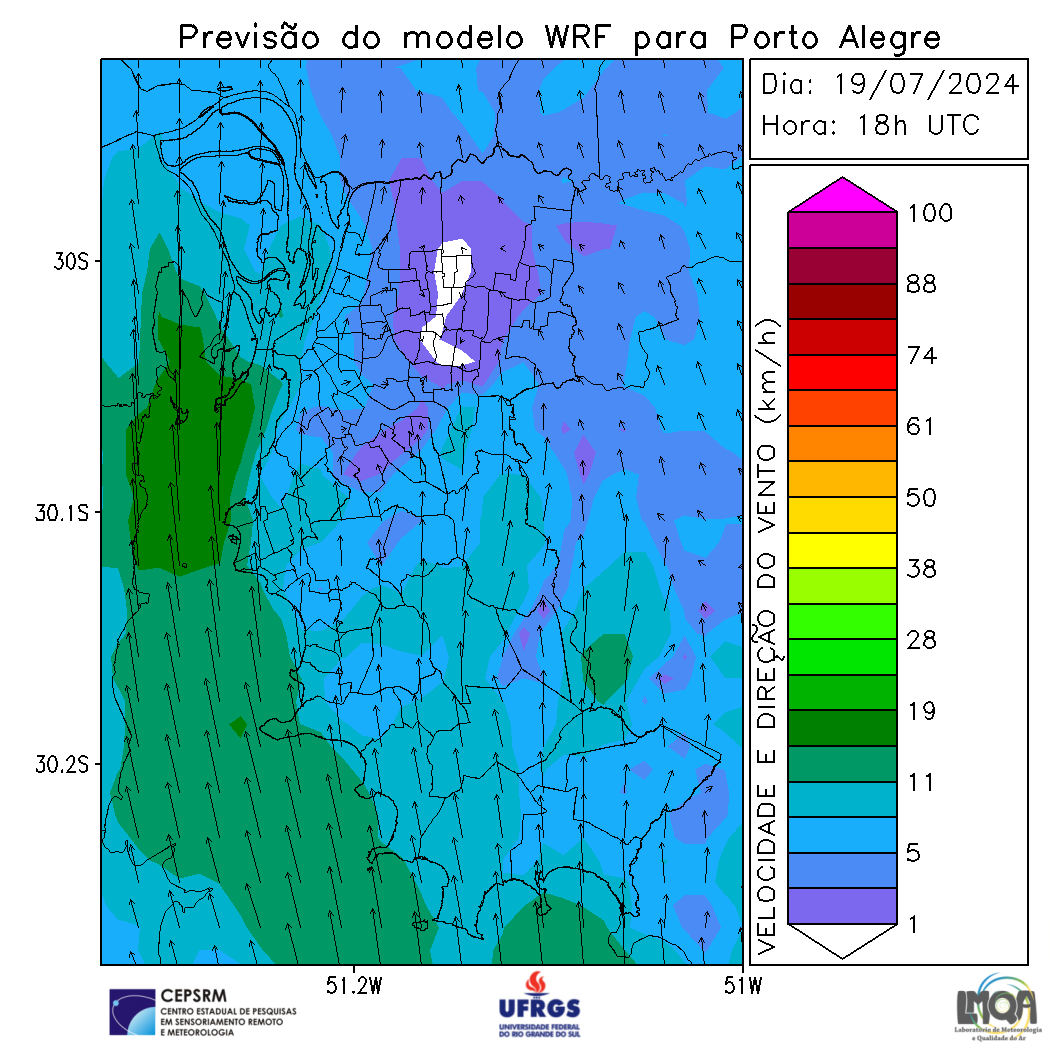 Previsão do modelo WRF para Porto Alegre
Dia: 19/07/2024
Hora: 18h UTC
30S
30.1S
30.2S
51.2W
51W
VELOCIDADE E DIREÇÃO DO VENTO (km/h)
100
88
74
61
50
38
28
19
11
5
1
CEPSRM
CENTRO ESTADUAL DE PESQUISAS
EM SENSORIAMENTO REMOTO
E METEOROLOGIA
UFRGS
UNIVERSIDADE FEDERAL
DO RIO GRANDE DO SUL
LMQA
Laboratório de Meteorologia
e Qualidade do Ar